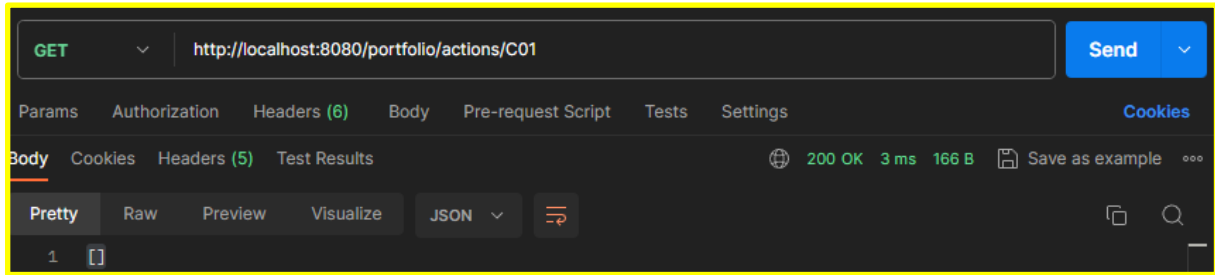 GET http://localhost:8080/portfolio/actions/C01 Send
Params Authorization Headers (6) Body Pre-request Script Tests Settings Cookies
Body Cookies Headers (5) Test Results 200 OK 3 ms 166 B Save as example
Pretty Raw Preview Visualize JSON
1 []